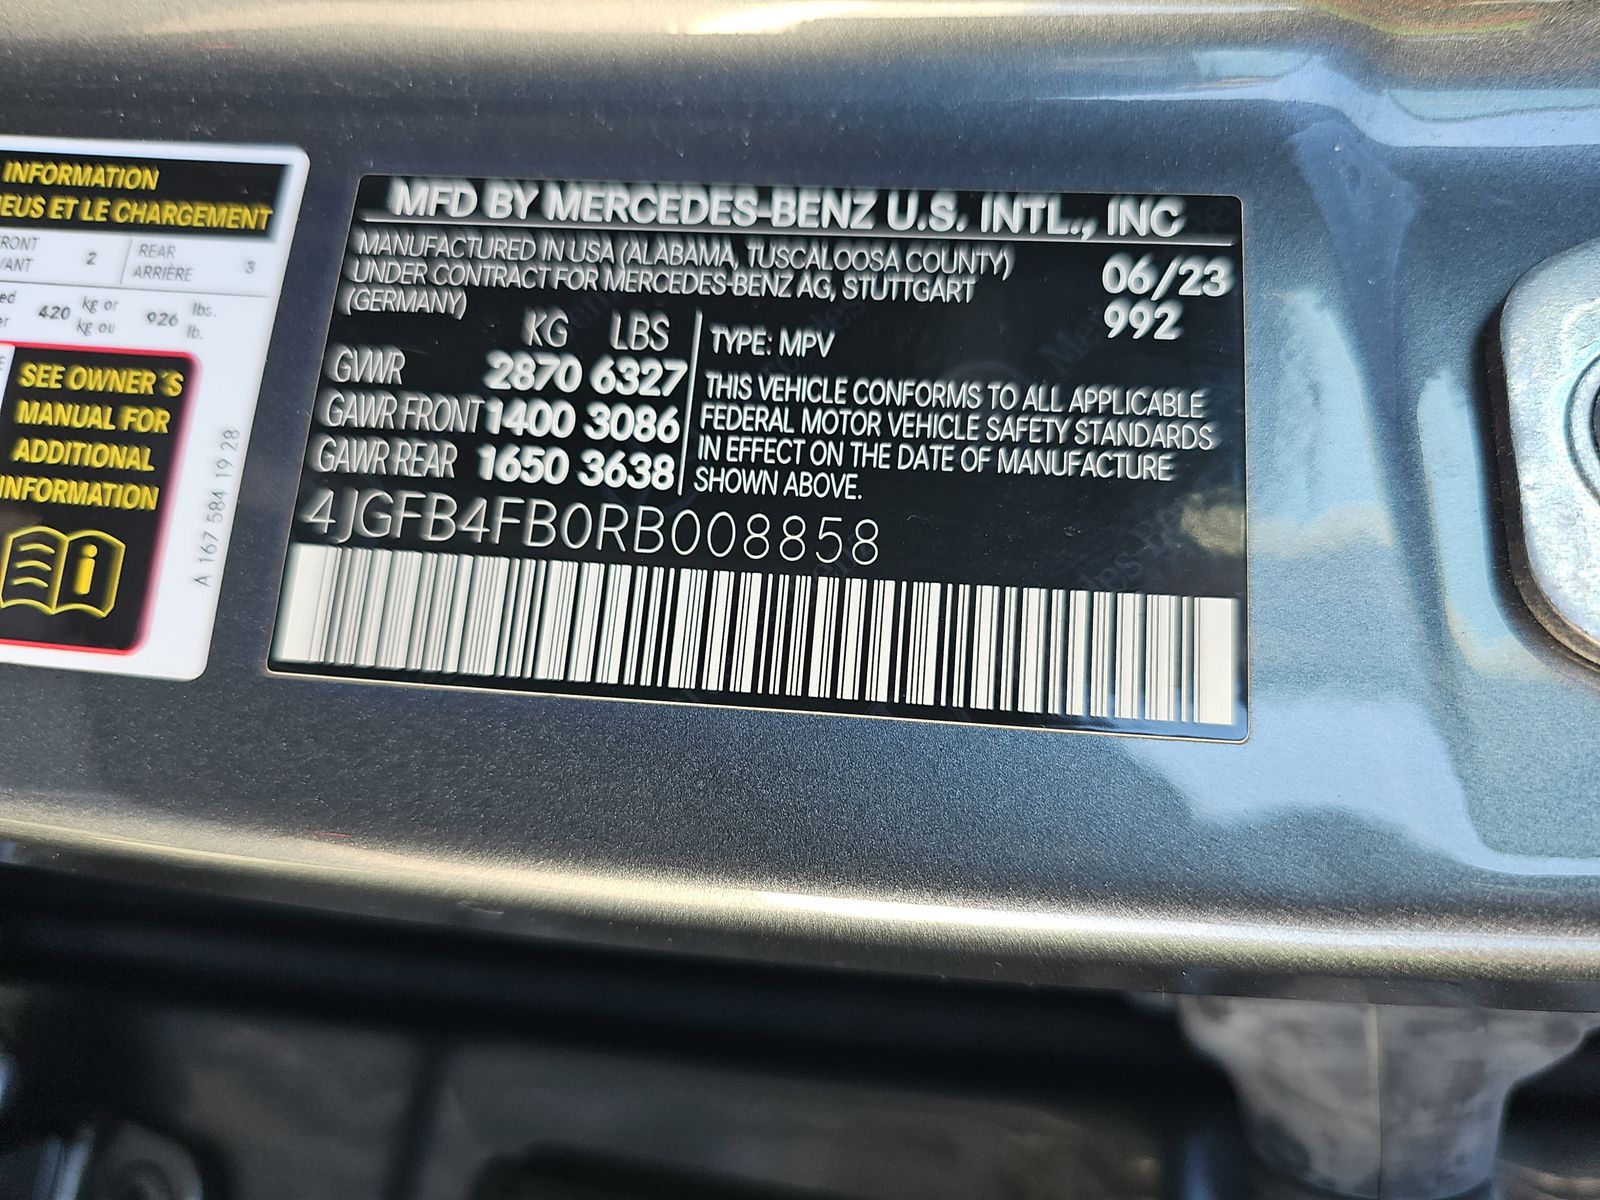 INFORMATION
EUS ET LE CHARGEMENT
FRONT
VANT
2
REAR
ARRIÈRE
3
420
kg or
kg ou
926
lbs.
lb.
SEE OWNER´S
MANUAL FOR
ADDITIONAL
INFORMATION
A 167 584 19 28
MFD BY MERCEDES-BENZ U.S. INTL., INC
MANUFACTURED IN USA (ALABAMA, TUSCALOOSA COUNTY)
UNDER CONTRACT FOR MERCEDES-BENZ AG, STUTTGART
(GERMANY)
06/23
992
KG LBS
GVWR 2870 6327
GAWR FRONT 1400 3086
GAWR REAR 1650 3638
TYPE: MPV
THIS VEHICLE CONFORMS TO ALL APPLICABLE
FEDERAL MOTOR VEHICLE SAFETY STANDARDS
IN EFFECT ON THE DATE OF MANUFACTURE
SHOWN ABOVE.
4JGFB4FB0RB008858